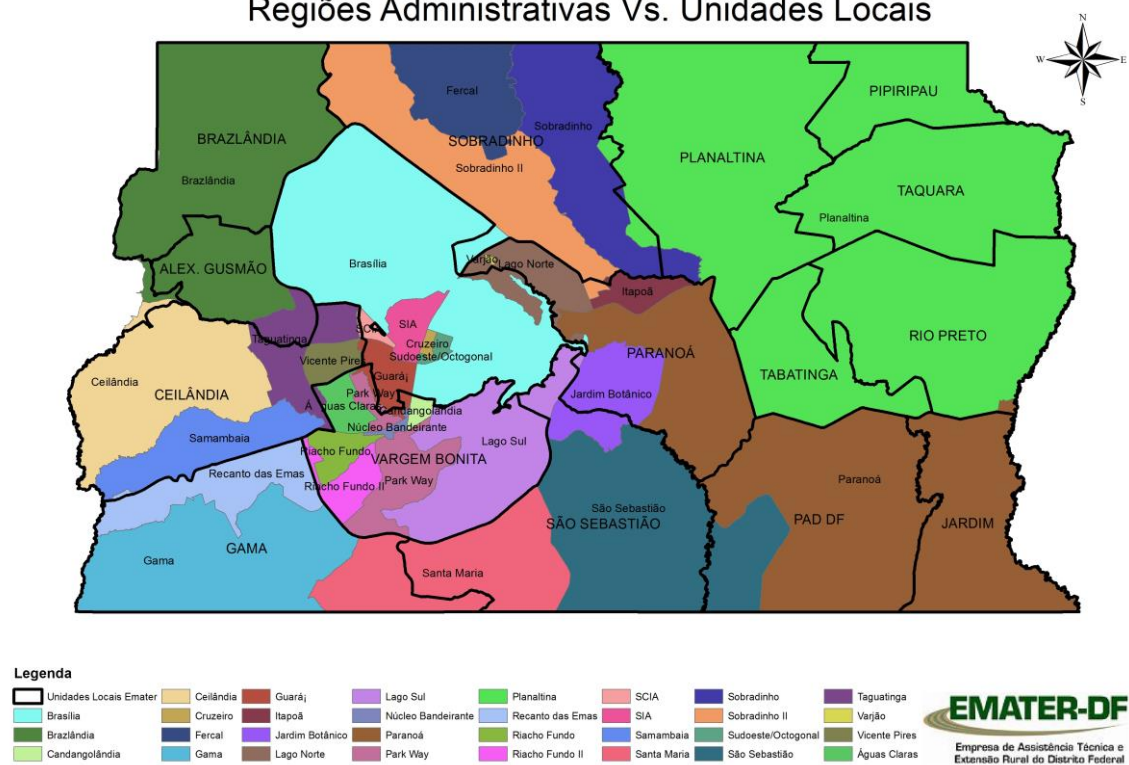 Regiões Administrativas Vs. Unidades Locais
N
W
E
S
Fercal
PIPIRIPAU
BRAZLÂNDIA
Sobradinho
SOBRADINHO
PLANALTINA
Sobradinho II
Brazlândia
TAQUARA
Planaltina
ALEX. GUSMÃO
Brasília
Varjão
Lago Norte
Itapoã
SIA
Taguatinga
Cruzeiro
RIO PRETO
Sudoeste/Octogonal
Vicente Pires
PARANOÁ
Guará¡
TABATINGA
Ceilândia
CEILÂNDIA
Park Way
Jardim Botânico
Á guas Claras
Candangolândia
Núcleo Bandeirante
Samambaia
Lago Sul
Riacho Fundo
VARGEM BONITA
Recanto das Emas
Park Way
Paranoá
Riacho Fundo II
São Sebastião
SÃO SEBASTIÃO
PAD DF
JARDIM
GAMA
Gama
Santa Maria
Legenda
Unidades Locais Emater
Ceilândia
Guará¡
Lago Sul
Planaltina
SCIA
Sobradinho
Taguatinga
Brasília
Cruzeiro
Itapoã
Núcleo Bandeirante
Recanto das Emas
SIA
Sobradinho II
Varjão
Brazlândia
Fercal
Jardim Botânico
Paranoá
Riacho Fundo
Samambaia
Sudoeste/Octogonal
Vicente Pires
Candangolândia
Gama
Lago Norte
Park Way
Riacho Fundo II
Santa Maria
São Sebastião
Águas Claras
EMATER-DF
Empresa de Assistência Técnica e
Extensão Rural do Distrito Federal